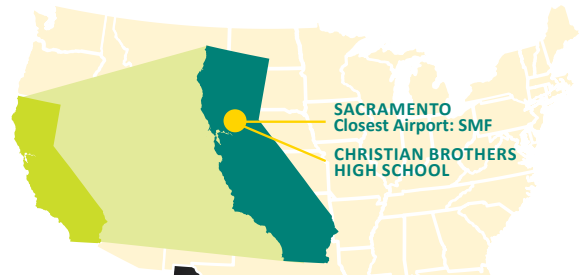 SACRAMENTO
Closest Airport: SMF
CHRISTIAN BROTHERS
HIGH SCHOOL